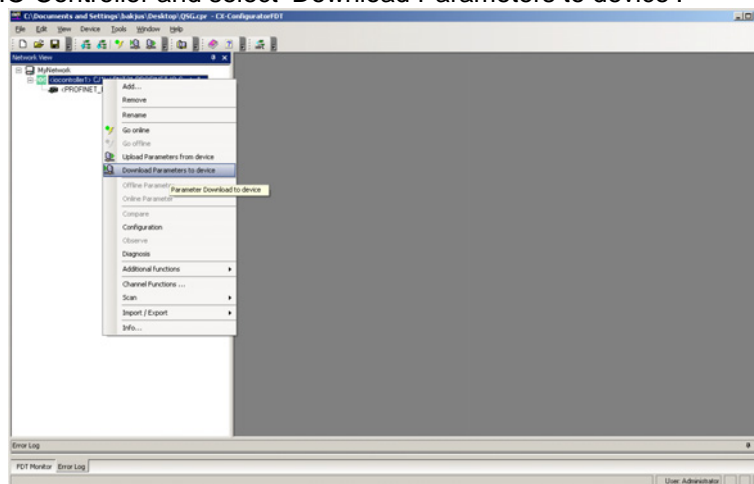 IO-Controller and select 'Download Parameters to device'.
C:\Documents and Settings\bakjus\Desktop\QSG.cpr - CX-ConfiguratorFDT
File Edit View Device Tools Window Help
Network View
MyNetwork
<iocontroller1>
<PROFINET_
Add...
Remove
Rename
Go online
Go offline
Upload Parameters from device
Download Parameters to device
Offline Parameter
Parameter Download to device
Online Parameter
Compare
Configuration
Observe
Diagnosis
Additional functions
Channel Functions ...
Scan
Import / Export
Info...
Error Log
FDT Monitor Error Log
User: Administrator